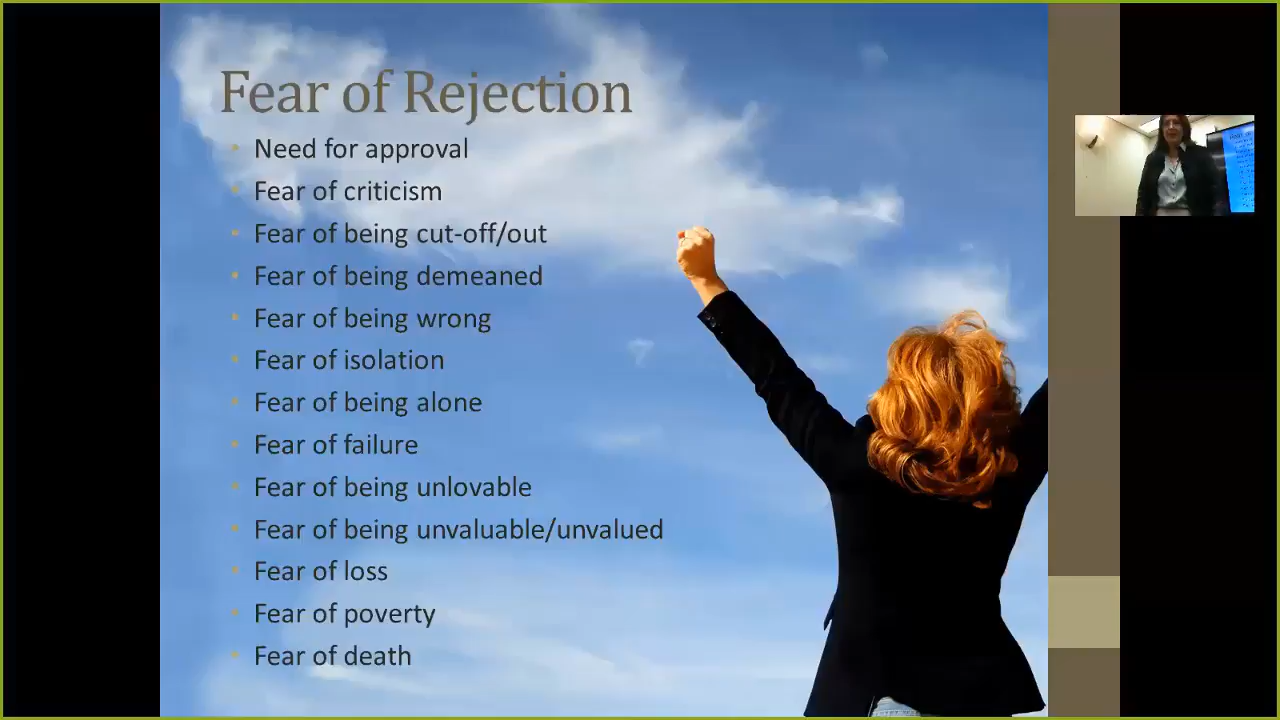 Fear of Rejection
Need for approval
Fear of criticism
Fear of being cut-off/out
Fear of being demeaned
Fear of being wrong
Fear of isolation
Fear of being alone
Fear of failure
Fear of being unlovable
Fear of being unvaluable/unvalued
Fear of loss
Fear of poverty
Fear of death